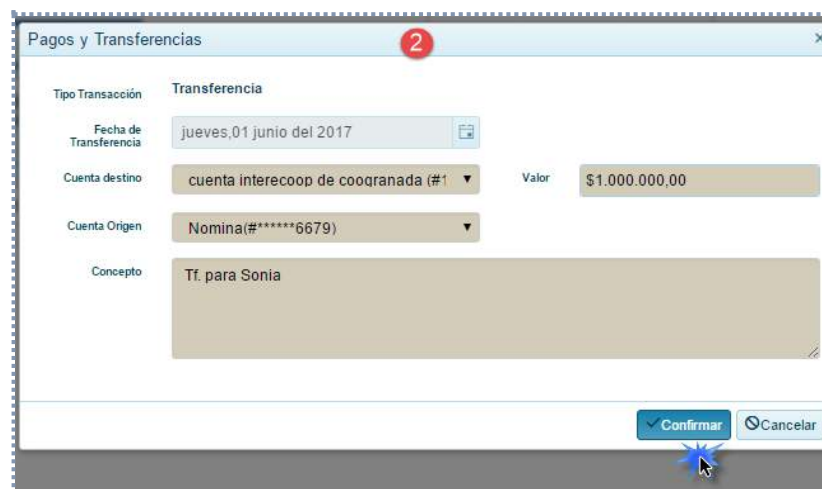 Pagos y Transferencias
2
Tipo Transacción Transferencia
Fecha de Transferencia jueves,01 junio del 2017
Cuenta destino cuenta interecoop de coogranada (#1 Valor $1.000.000,00
Cuenta Origen Nomina(#******6679)
Concepto Tf. para Sonia
Confirmar Cancelar